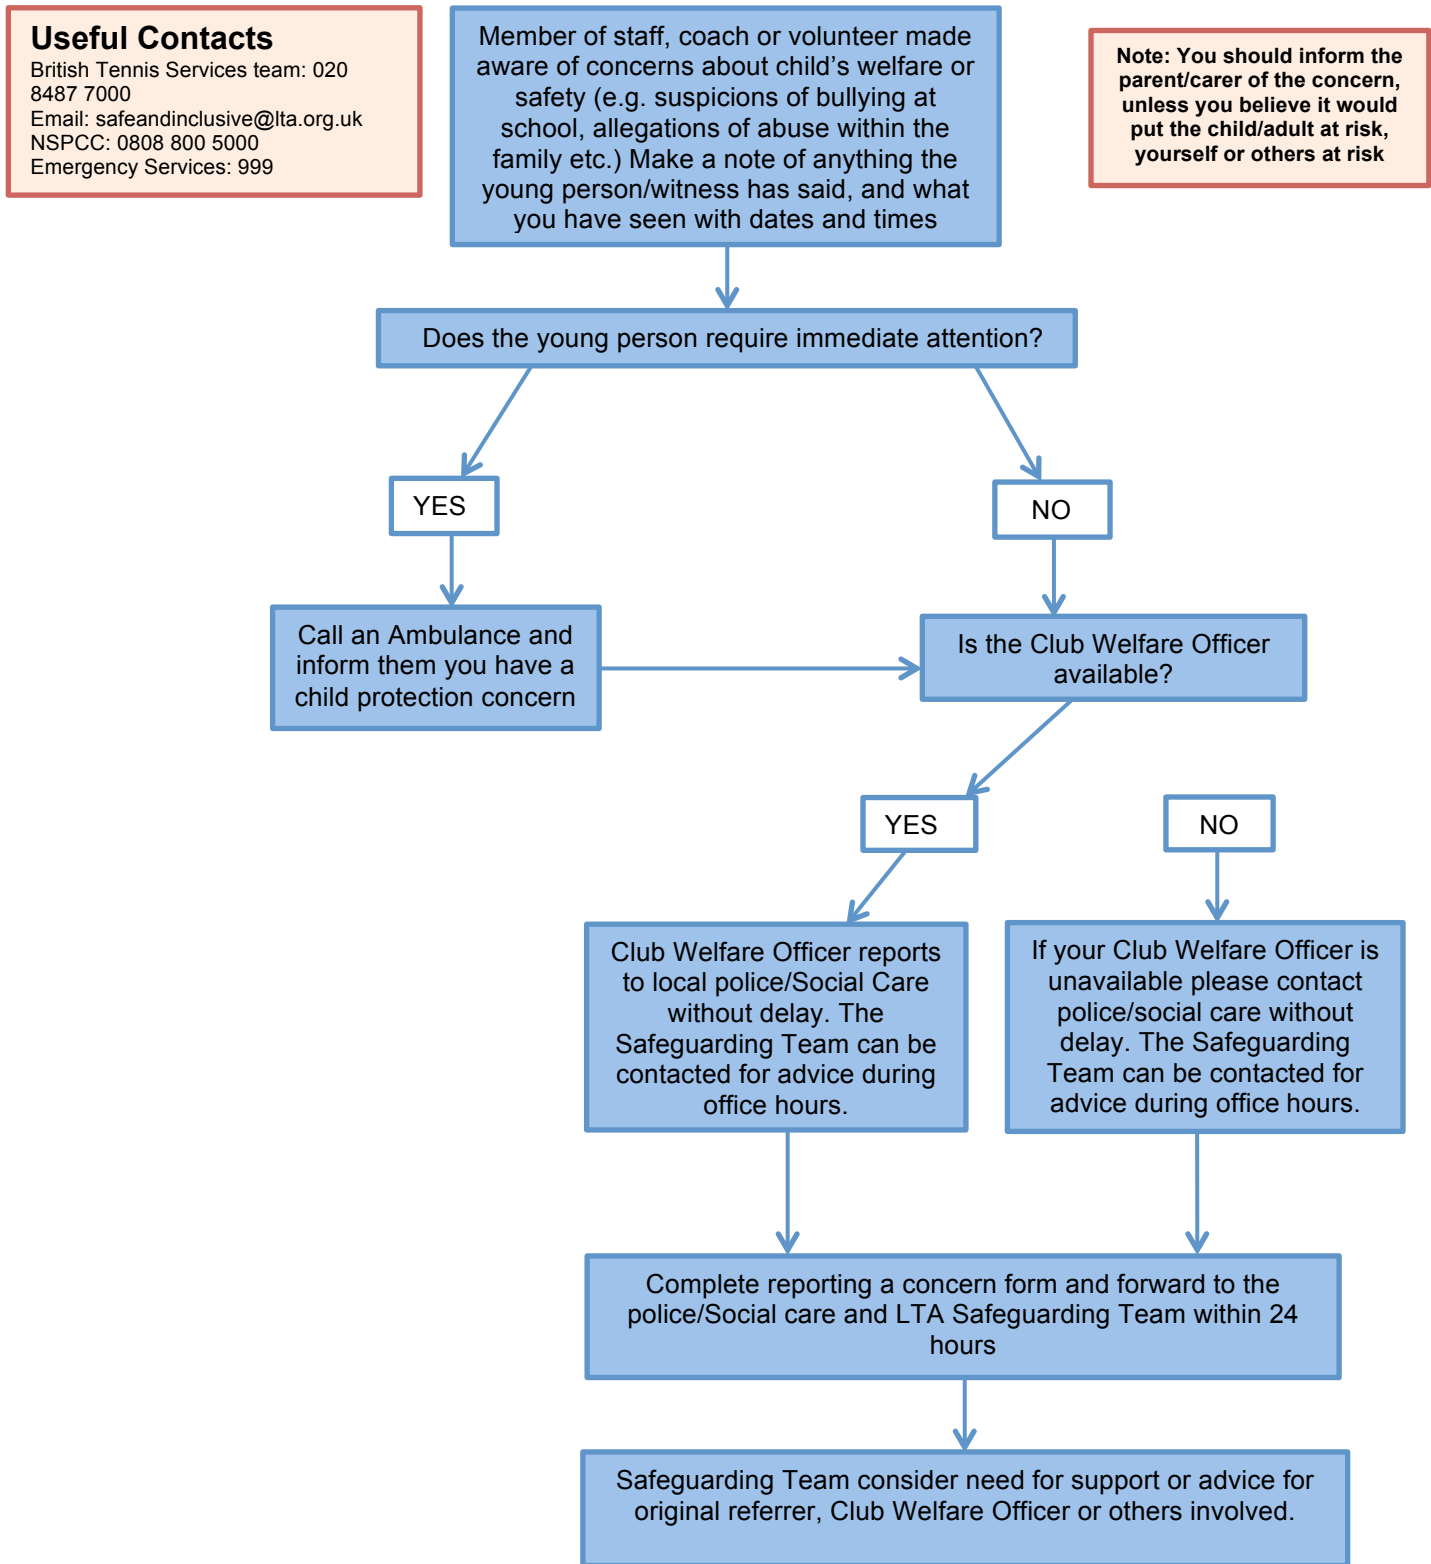 Useful Contacts
British Tennis Services team: 020
8487 7000
Email: safeandinclusive@lta.org.uk
NSPCC: 0808 800 5000
Emergency Services: 999
Member of staff, coach or volunteer made
aware of concerns about child’s welfare or
safety (e.g. suspicions of bullying at
school, allegations of abuse within the
family etc.) Make a note of anything the
young person/witness has said, and what
you have seen with dates and times
Note: You should inform the
parent/carer of the concern,
unless you believe it would
put the child/adult at risk,
yourself or others at risk
Does the young person require immediate attention?
YES
NO
Call an Ambulance and
inform them you have a
child protection concern
Is the Club Welfare Officer
available?
YES
NO
Club Welfare Officer reports
to local police/Social Care
without delay. The
Safeguarding Team can be
contacted for advice during
office hours.
If your Club Welfare Officer is
unavailable please contact
police/social care without
delay. The Safeguarding
Team can be contacted for
advice during office hours.
Complete reporting a concern form and forward to the
police/Social care and LTA Safeguarding Team within 24
hours
Safeguarding Team consider need for support or advice for
original referrer, Club Welfare Officer or others involved.